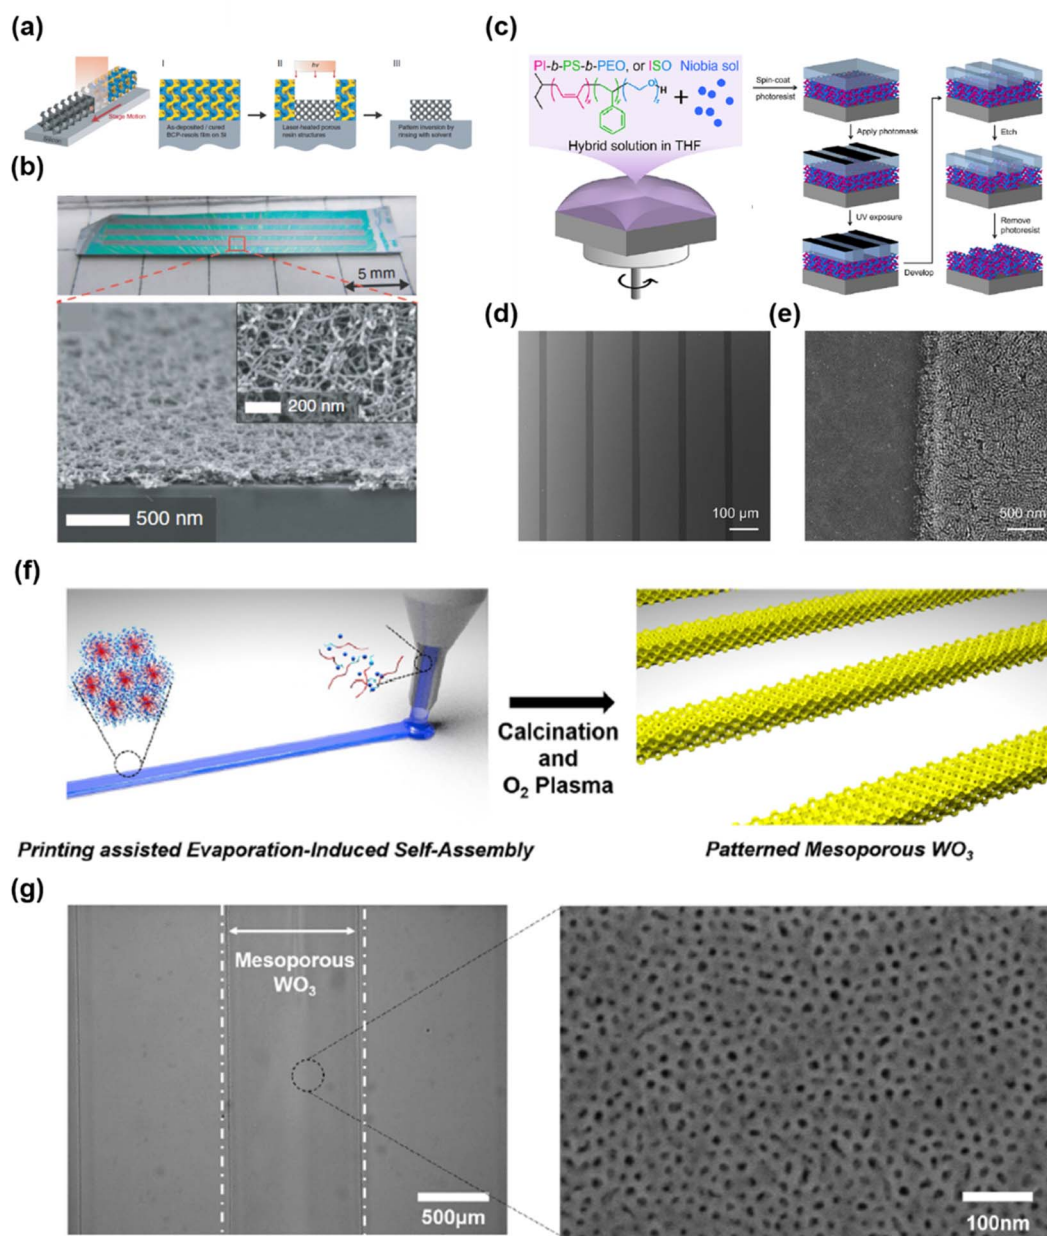 (a)
Stage Motion
Silicon
I
As deposited / cured
BCP-resols film on Si
II
hν
Laser-heated porous
resin structures
III
Pattern inversion by
rinsing with solvent
(b)
5 mm
200 nm
500 nm
(c)
PI-b-PS-b-PEO, or ISO Niobia sol
O
H
+
Hybrid solution in THF
Spin-coat
photoresist
Apply photomask
UV exposure
Develop
Etch
Remove
photoresist
(d)
100 µm
(e)
500 nm
(f)
Calcination
and
O₂ Plasma
Printing assisted Evaporation-Induced Self-Assembly
Patterned Mesoporous WO₃
(g)
Mesoporous
WO₃
500µm
100nm